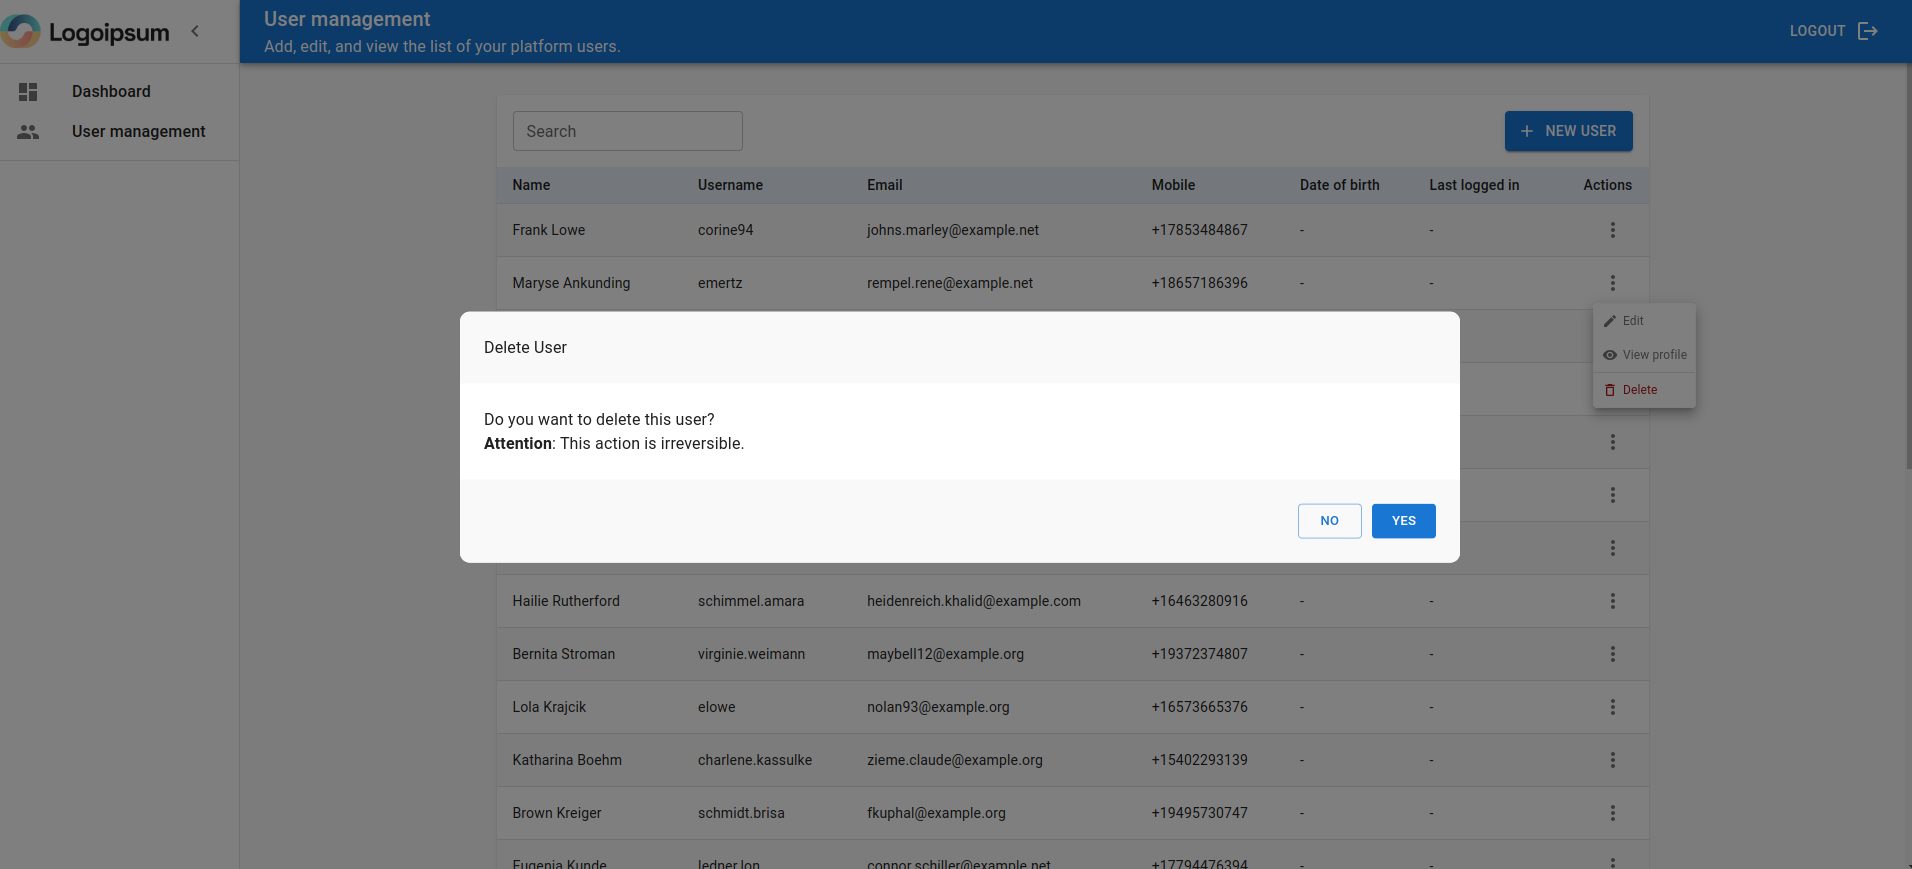 Logoipsum
User management
Add, edit, and view the list of your platform users.
LOGOUT
Dashboard
User management
Search
NEW USER
Name Username Email Mobile Date of birth Last logged in Actions
Frank Lowe corine94 johns.marley@example.net +17853484867 - -
Maryse Ankunding emertz rempel.rene@example.net +18657186396 - -
Edit
View profile
Delete
Delete User
Do you want to delete this user?
Attention: This action is irreversible.
NO YES
Hailie Rutherford schimmel.amara heidenreich.khalid@example.com +16463280916 - -
Bernita Stroman virginie.weimann maybell12@example.org +19372374807 - -
Lola Krajcik elowe nolan93@example.org +16573665376 - -
Katharina Boehm charlene.kassulke zieme.claude@example.org +15402293139 - -
Brown Kreiger schmidt.brisa fkuphal@example.org +19495730747 - -
Eugenia Kunde ledner.lon connor.schiller@example.net +17794476394 - -